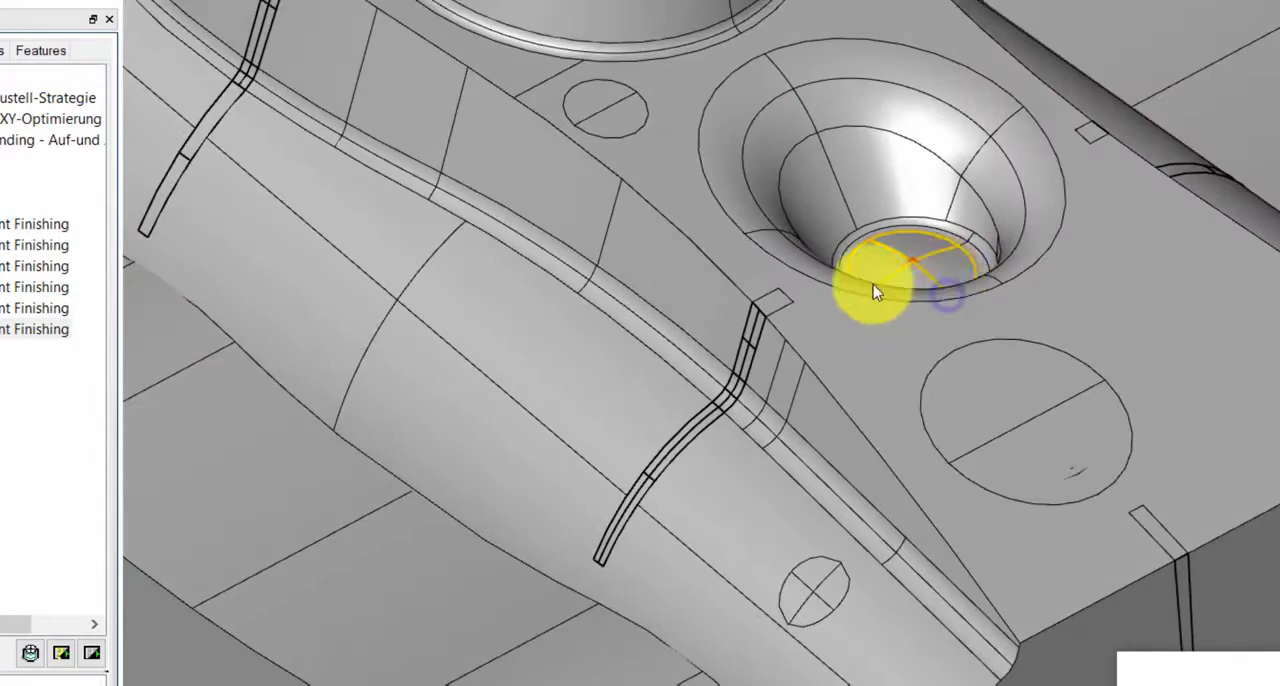 s
Features
ustell-Strategie
XY-Optimierung
nding - Auf-und
nt Finishing
nt Finishing
nt Finishing
nt Finishing
nt Finishing
nt Finishing